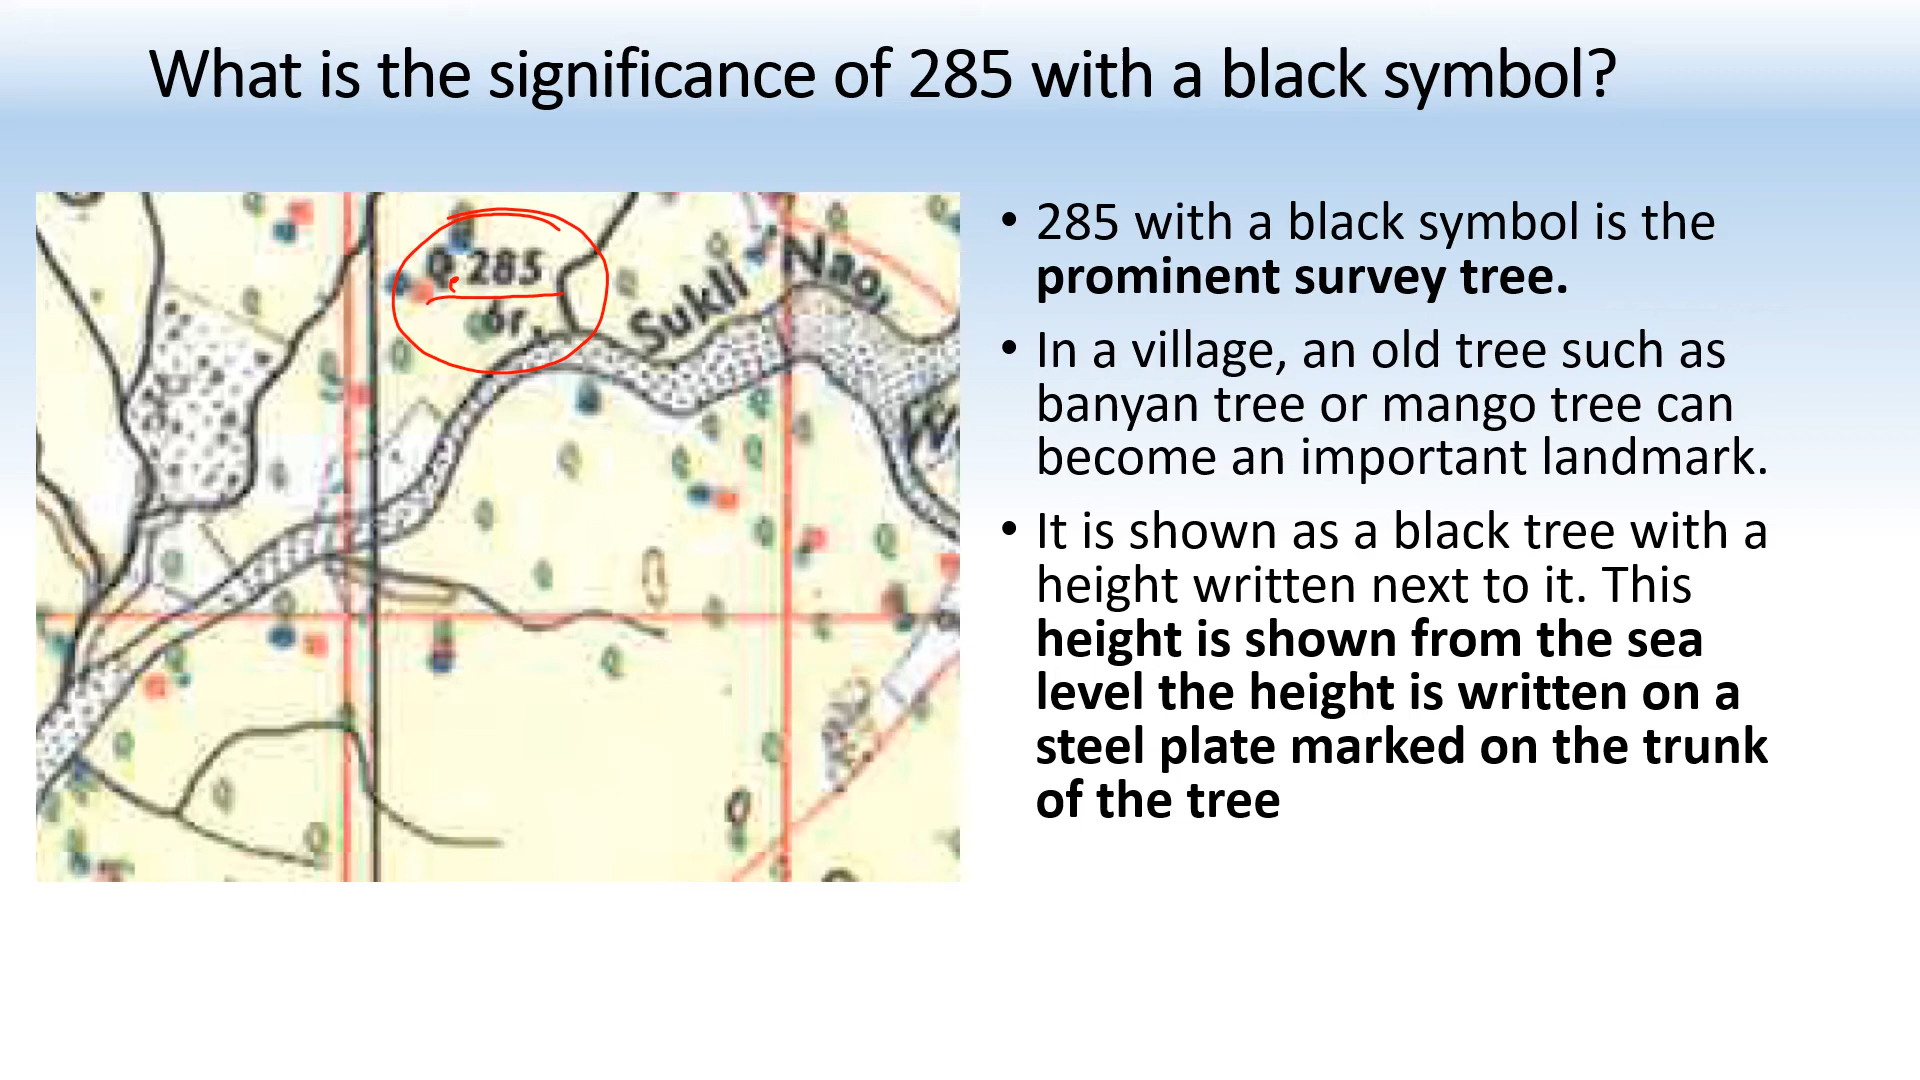 What is the significance of 285 with a black symbol?
285
6r.
Sukli Nadi
• 285 with a black symbol is the
prominent survey tree.
• In a village, an old tree such as
banyan tree or mango tree can
become an important landmark.
• It is shown as a black tree with a
height written next to it. This
height is shown from the sea
level the height is written on a
steel plate marked on the trunk
of the tree